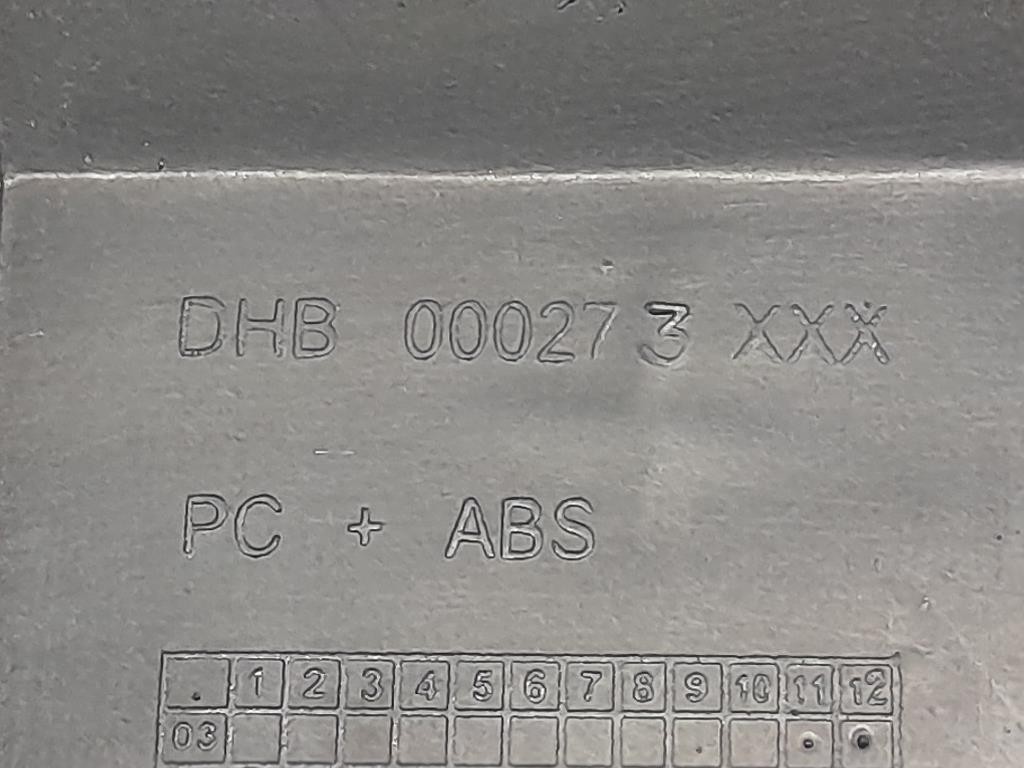 DHB 000273 XXX
PC + ABS
. 1 2 3 4 5 6 7 8 9 10 11 12
03